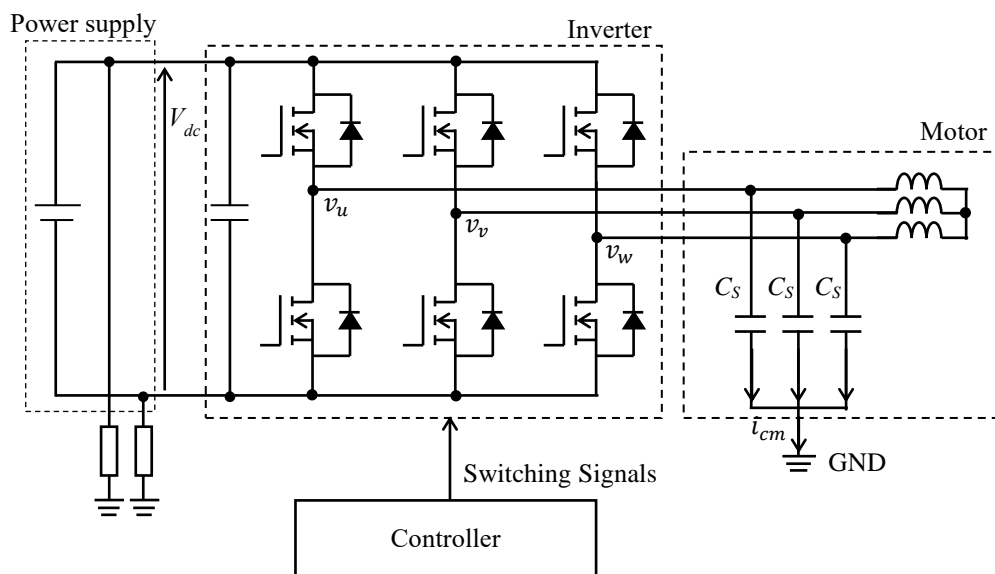 Power supply
Inverter
V_dc
Motor
v_u
v_v
v_w
C_S
C_S
C_S
i_cm
GND
Switching Signals
Controller